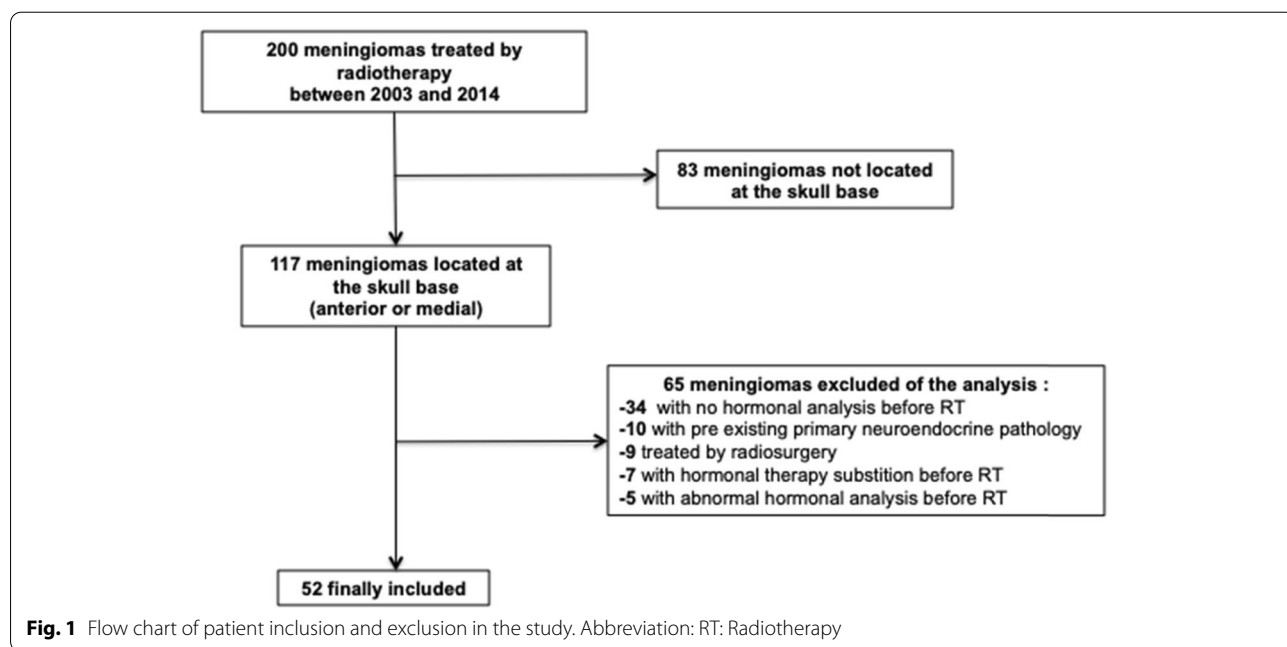 200 meningiomas treated by
radiotherapy
between 2003 and 2014
83 meningiomas not located
at the skull base
117 meningiomas located at
the skull base
(anterior or medial)
65 meningiomas excluded of the analysis :
-34 with no hormonal analysis before RT
-10 with pre existing primary neuroendocrine pathology
-9 treated by radiosurgery
-7 with hormonal therapy substition before RT
-5 with abnormal hormonal analysis before RT
52 finally included
Fig. 1 Flow chart of patient inclusion and exclusion in the study. Abbreviation: RT: Radiotherapy